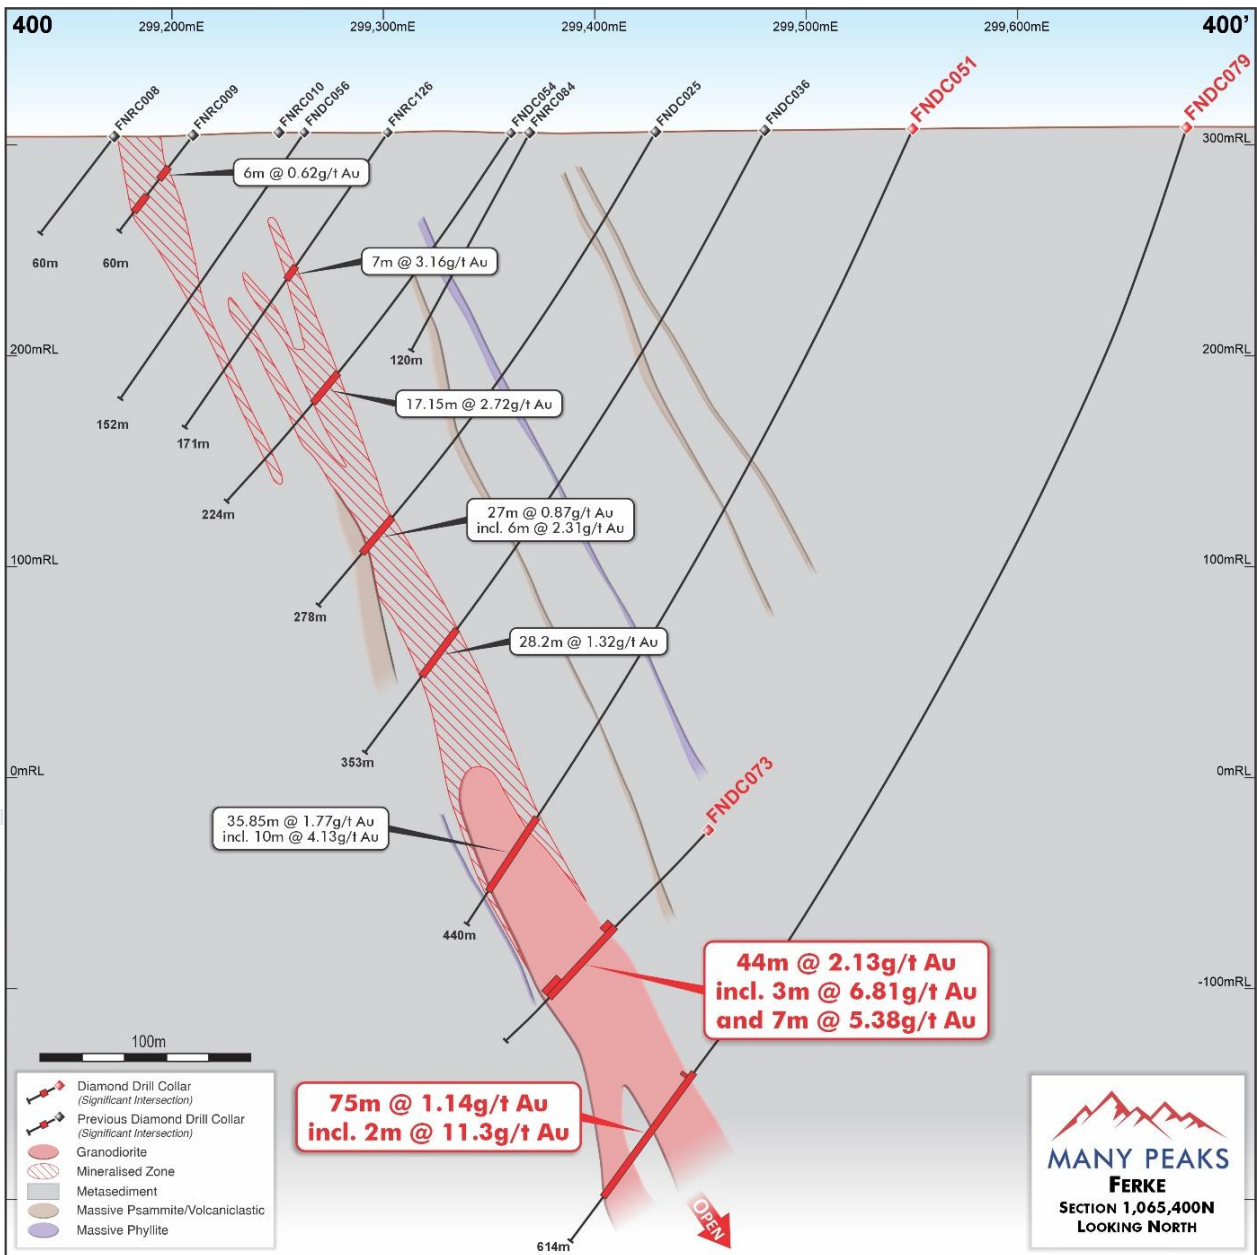 400
299,200mE
299,300mE
299,400mE
299,500mE
299,600mE
400'
FNRC008
FNRC009
FNRC010
FNDC056
FNRC126
FNDC054
FNRC084
FNDC025
FNDC036
FNDC051
FNDC079
300mRL
6m @ 0.62g/t Au
60m
60m
7m @ 3.16g/t Au
200mRL
200mRL
120m
17.15m @ 2.72g/t Au
152m
171m
224m
27m @ 0.87g/t Au
incl. 6m @ 2.31g/t Au
100mRL
100mRL
278m
28.2m @ 1.32g/t Au
353m
0mRL
0mRL
FNDC073
35.85m @ 1.77g/t Au
incl. 10m @ 4.13g/t Au
440m
44m @ 2.13g/t Au
incl. 3m @ 6.81g/t Au
and 7m @ 5.38g/t Au
-100mRL
100m
75m @ 1.14g/t Au
incl. 2m @ 11.3g/t Au
Diamond Drill Collar
(Significant Intersection)
Previous Diamond Drill Collar
(Significant Intersection)
Granodiorite
Mineralised Zone
Metasediment
Massive Psammite/Volcaniclastic
Massive Phyllite
614m
OPEN
MANY PEAKS
FERKE
SECTION 1,065,400N
LOOKING NORTH